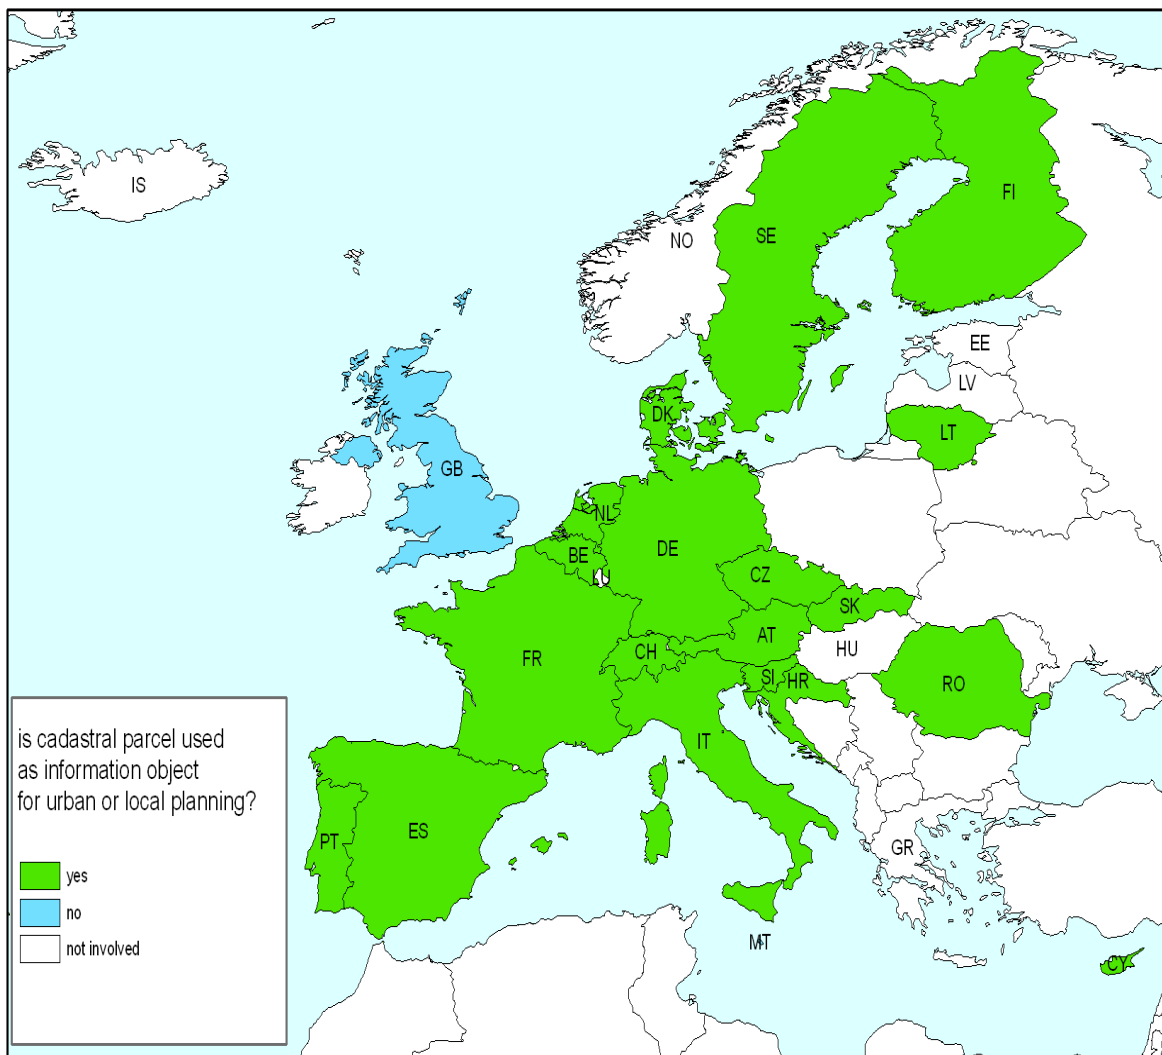 IS
FI
SE
NO
EE
LV
DK
LT
GB
NL
BE
DE
LU
CZ
SK
AT
HU
CH
FR
SI
HR
RO
IT
is cadastral parcel used
as information object
for urban or local planning?
ES
PT
GR
yes
no
not involved
MT
CY